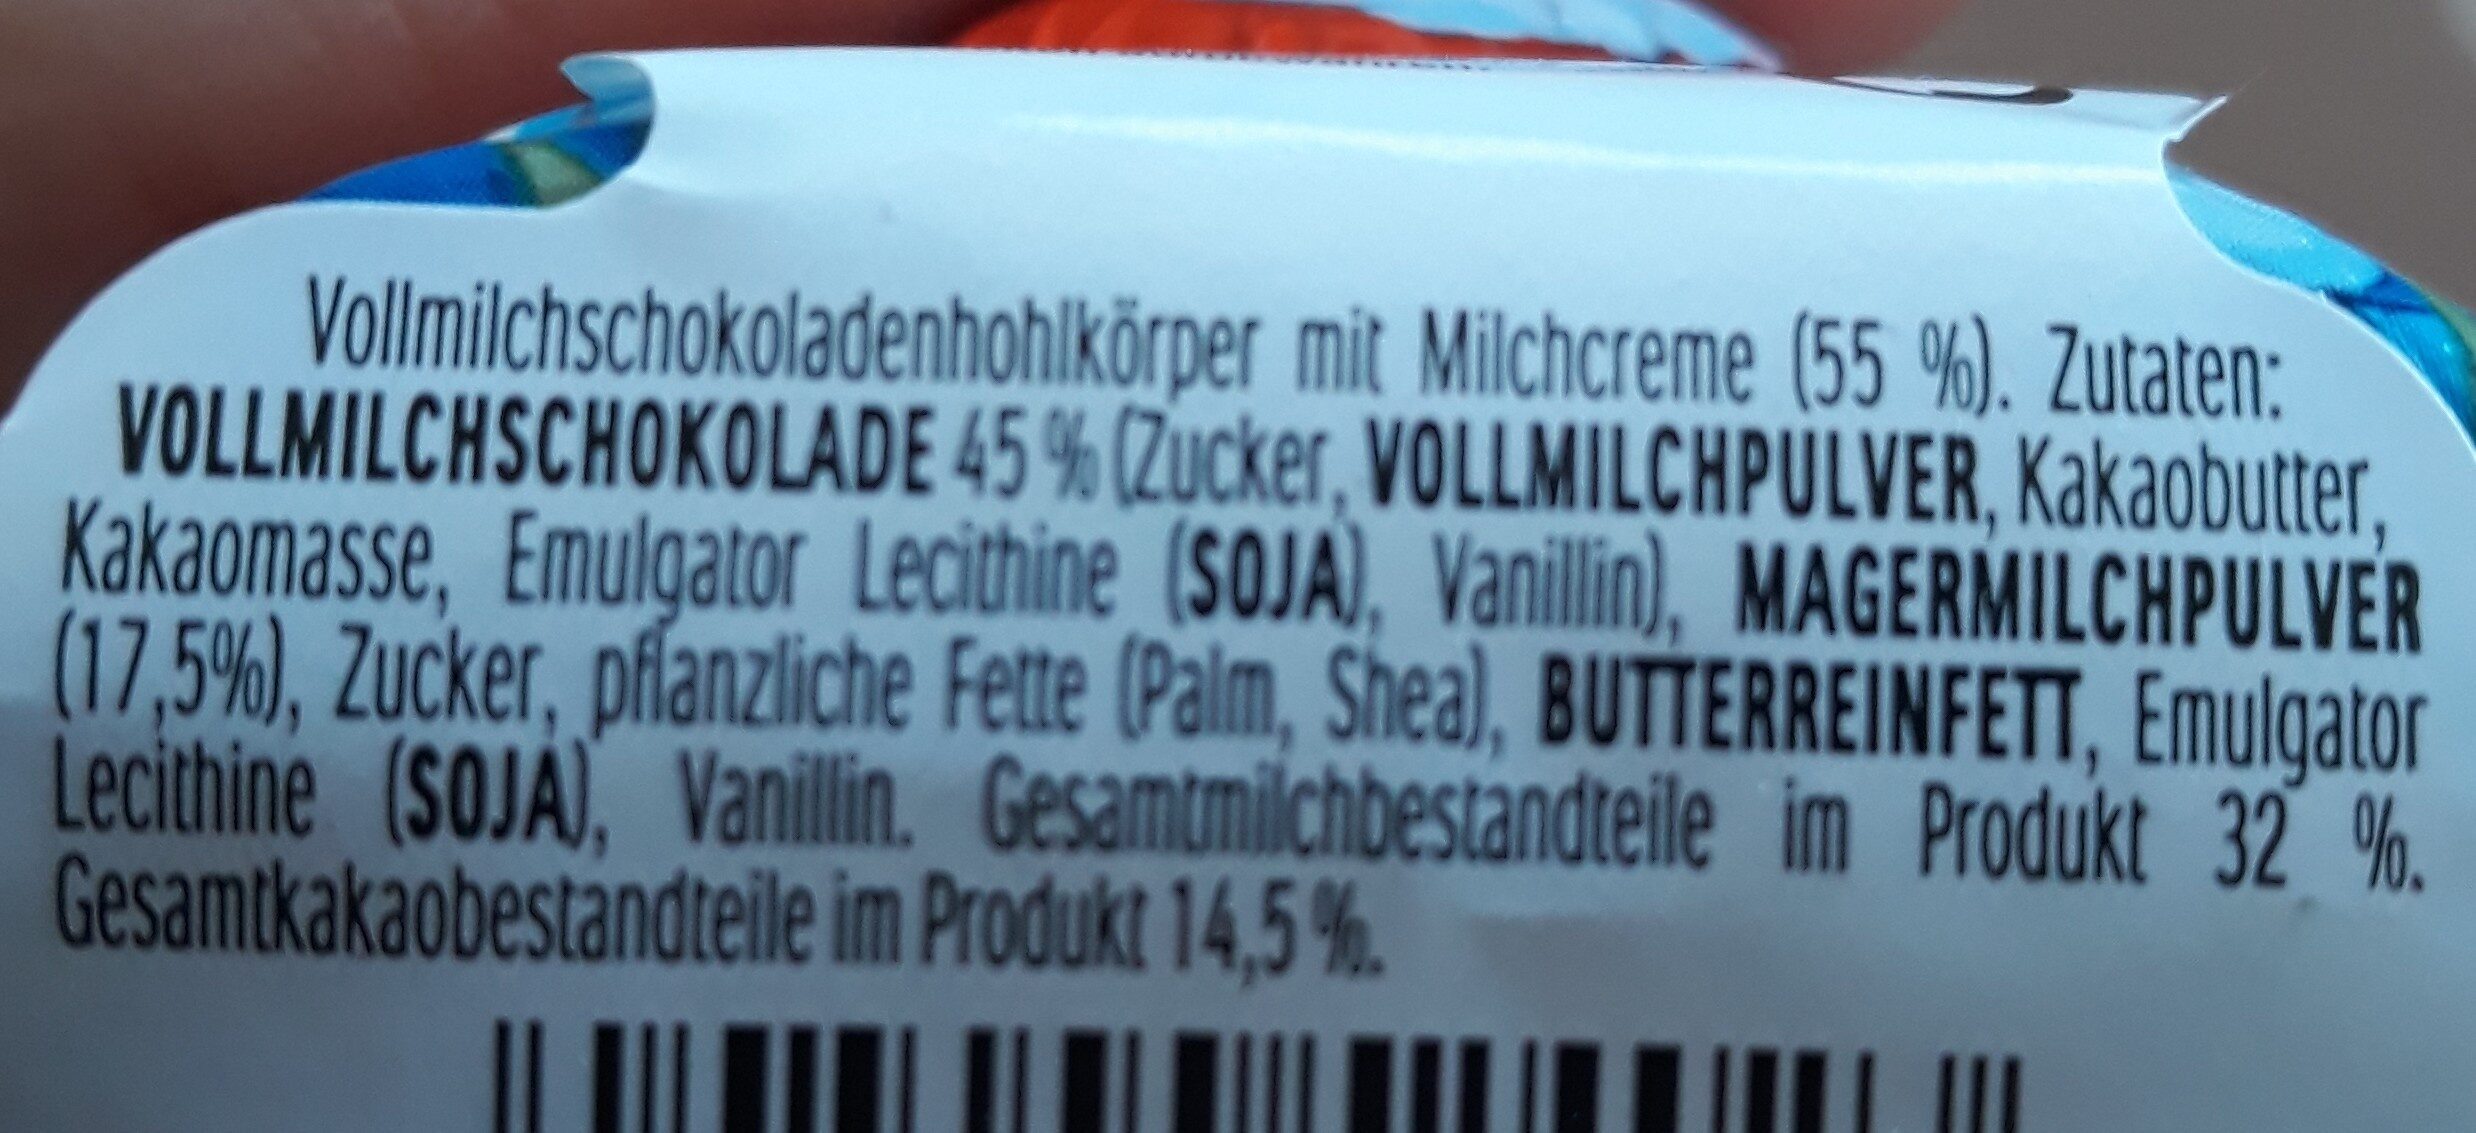 Vollmilchschokoladenhohlkörper mit Milchcreme (55 %). Zutaten:
VOLLMILCHSCHOKOLADE 45 % (Zucker, VOLLMILCHPULVER, Kakaobutter,
Kakaomasse, Emulgator Lecithine (SOJA), Vanillin), MAGERMILCHPULVER
(17,5%), Zucker, pflanzliche Fette (Palm, Shea), BUTTERREINFETT, Emulgator
Lecithine (SOJA), Vanillin. Gesamtmilchbestandteile im Produkt 32 %.
Gesamtkakaobestandteile im Produkt 14,5 %.